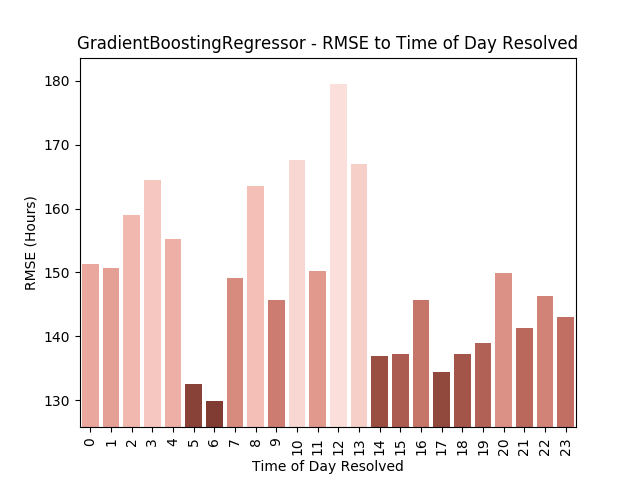 GradientBoostingRegressor - RMSE to Time of Day Resolved
180
170
160
150
140
130
RMSE (Hours)
0 1 2 3 4 5 6 7 8 9 10 11 12 13 14 15 16 17 18 19 20 21 22 23
Time of Day Resolved